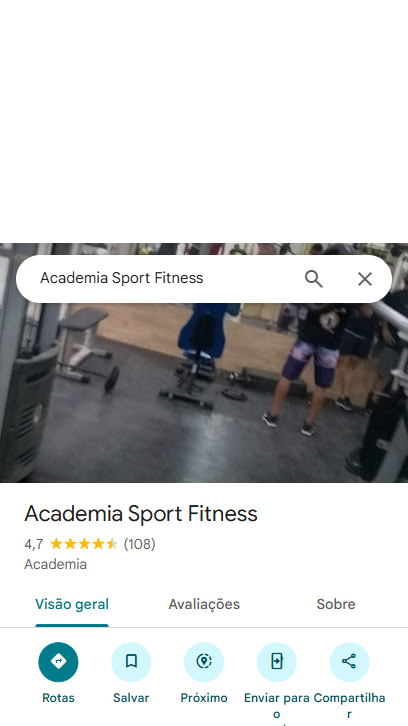 Academia Sport Fitness
Academia Sport Fitness
4,7 (108)
Academia
Visão geral Avaliações Sobre
Rotas Salvar Próximo Enviar para o Compartilhar